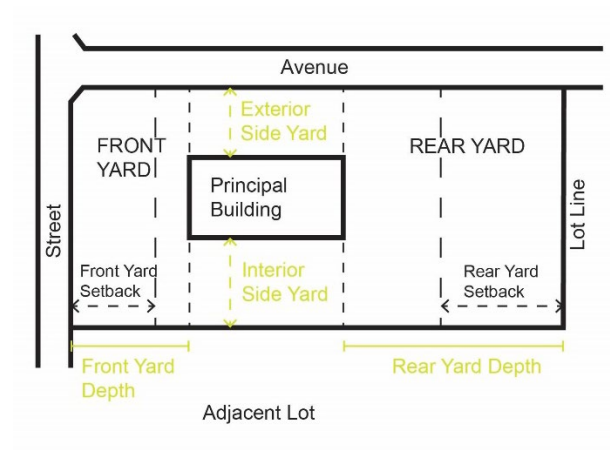 Avenue
Exterior
Side Yard
FRONT
YARD
REAR YARD
Principal
Building
Street
Lot Line
Front Yard
Setback
Interior
Side Yard
Rear Yard
Setback
Front Yard
Depth
Rear Yard Depth
Adjacent Lot